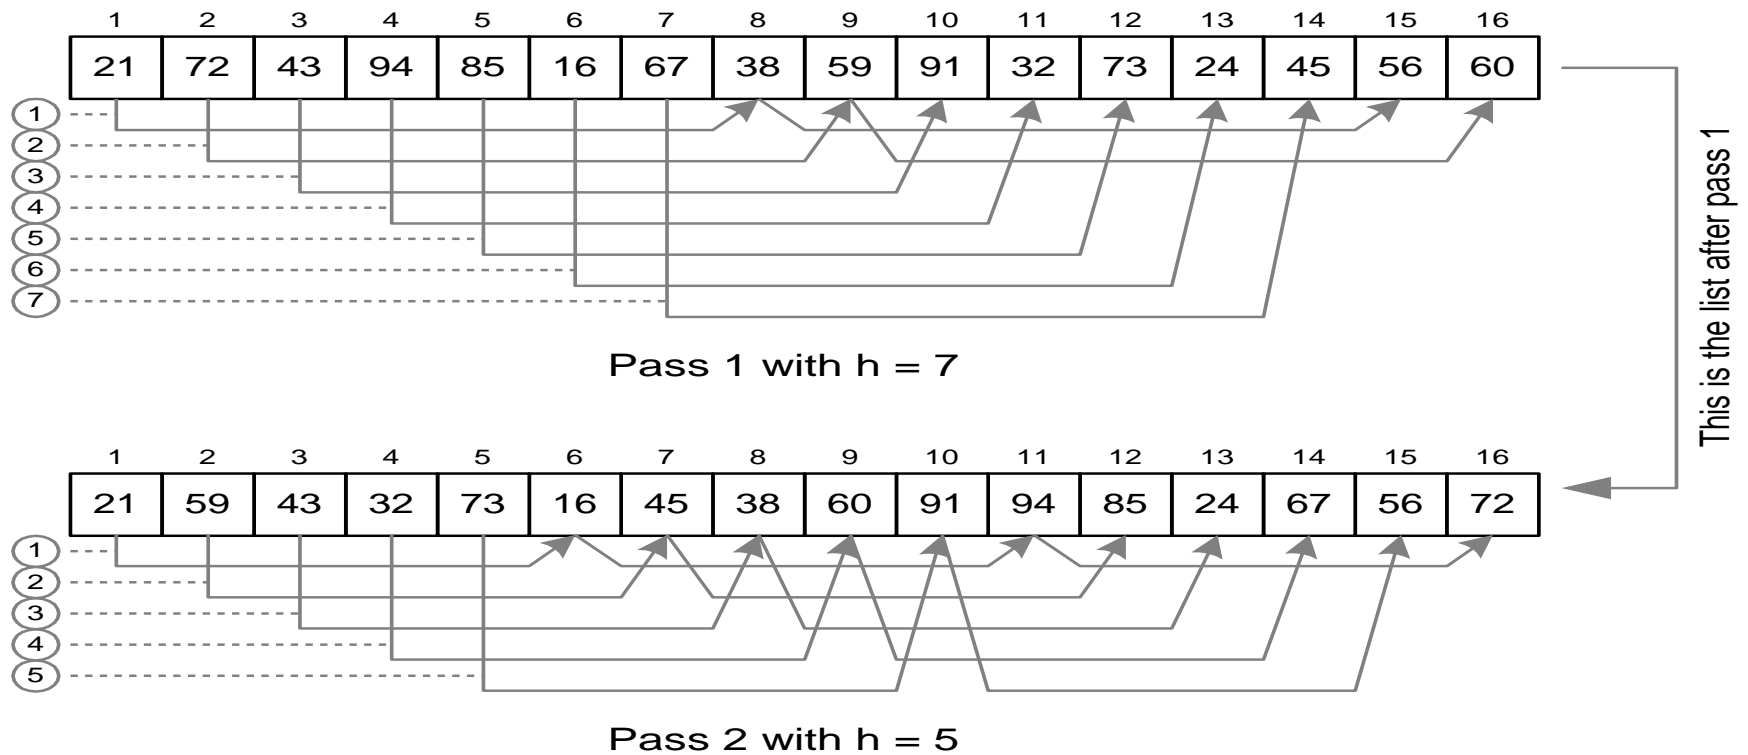 1 2 3 4 5 6 7 8 9 10 11 12 13 14 15 16
21 72 43 94 85 16 67 38 59 91 32 73 24 45 56 60
1
2
3
4
5
6
7
Pass 1 with h = 7
This is the list after pass 1
1 2 3 4 5 6 7 8 9 10 11 12 13 14 15 16
21 59 43 32 73 16 45 38 60 91 94 85 24 67 56 72
1
2
3
4
5
Pass 2 with h = 5